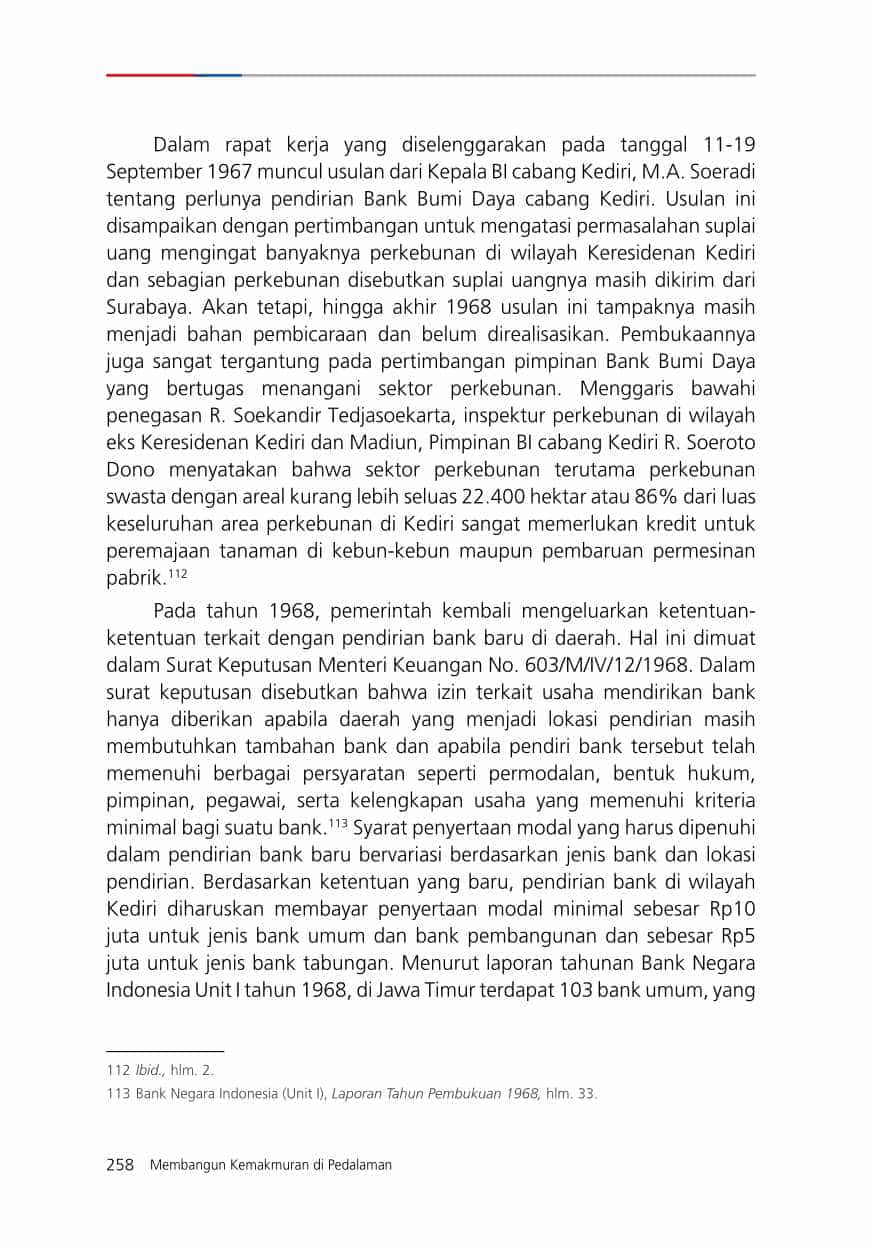 Dalam rapat kerja yang diselenggarakan pada tanggal 11-19
September 1967 muncul usulan dari Kepala BI cabang Kediri, M.A. Soeradi
tentang perlunya pendirian Bank Bumi Daya cabang Kediri. Usulan ini
disampaikan dengan pertimbangan untuk mengatasi permasalahan suplai
uang mengingat banyaknya perkebunan di wilayah Keresidenan Kediri
dan sebagian perkebunan disebutkan suplai uangnya masih dikirim dari
Surabaya. Akan tetapi, hingga akhir 1968 usulan ini tampaknya masih
menjadi bahan pembicaraan dan belum direalisasikan. Pembukaannya
juga sangat tergantung pada pertimbangan pimpinan Bank Bumi Daya
yang bertugas menangani sektor perkebunan. Menggaris bawahi
penegasan R. Soekandir Tedjasoekarta, inspektur perkebunan di wilayah
eks Keresidenan Kediri dan Madiun, Pimpinan BI cabang Kediri R. Soeroto
Dono menyatakan bahwa sektor perkebunan terutama perkebunan
swasta dengan areal kurang lebih seluas 22.400 hektar atau 86% dari luas
keseluruhan area perkebunan di Kediri sangat memerlukan kredit untuk
peremajaan tanaman di kebun-kebun maupun pembaruan permesinan
pabrik.112
Pada tahun 1968, pemerintah kembali mengeluarkan ketentuan-
ketentuan terkait dengan pendirian bank baru di daerah. Hal ini dimuat
dalam Surat Keputusan Menteri Keuangan No. 603/M/IV/12/1968. Dalam
surat keputusan disebutkan bahwa izin terkait usaha mendirikan bank
hanya diberikan apabila daerah yang menjadi lokasi pendirian masih
membutuhkan tambahan bank dan apabila pendiri bank tersebut telah
memenuhi berbagai persyaratan seperti permodalan, bentuk hukum,
pimpinan, pegawai, serta kelengkapan usaha yang memenuhi kriteria
minimal bagi suatu bank.113 Syarat penyertaan modal yang harus dipenuhi
dalam pendirian bank baru bervariasi berdasarkan jenis bank dan lokasi
pendirian. Berdasarkan ketentuan yang baru, pendirian bank di wilayah
Kediri diharuskan membayar penyertaan modal minimal sebesar Rp10
juta untuk jenis bank umum dan bank pembangunan dan sebesar Rp5
juta untuk jenis bank tabungan. Menurut laporan tahunan Bank Negara
Indonesia Unit I tahun 1968, di Jawa Timur terdapat 103 bank umum, yang
112 Ibid., hlm. 2.
113 Bank Negara Indonesia (Unit I), Laporan Tahun Pembukuan 1968, hlm. 33.
258 Membangun Kemakmuran di Pedalaman